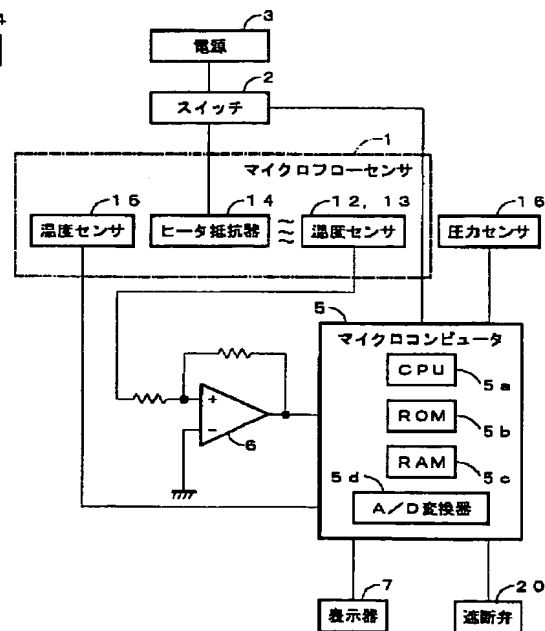 4
3
電源
2
スイッチ
1
マイクロフローセンサ
15
14
12, 13
16
温度センサ
ヒータ抵抗器
温度センサ
圧力センサ
5
マイクロコンピュータ
CPU
5a
+
-
6
ROM
5b
RAM
5c
5d
A/D変換器
7
20
表示器
遮断弁